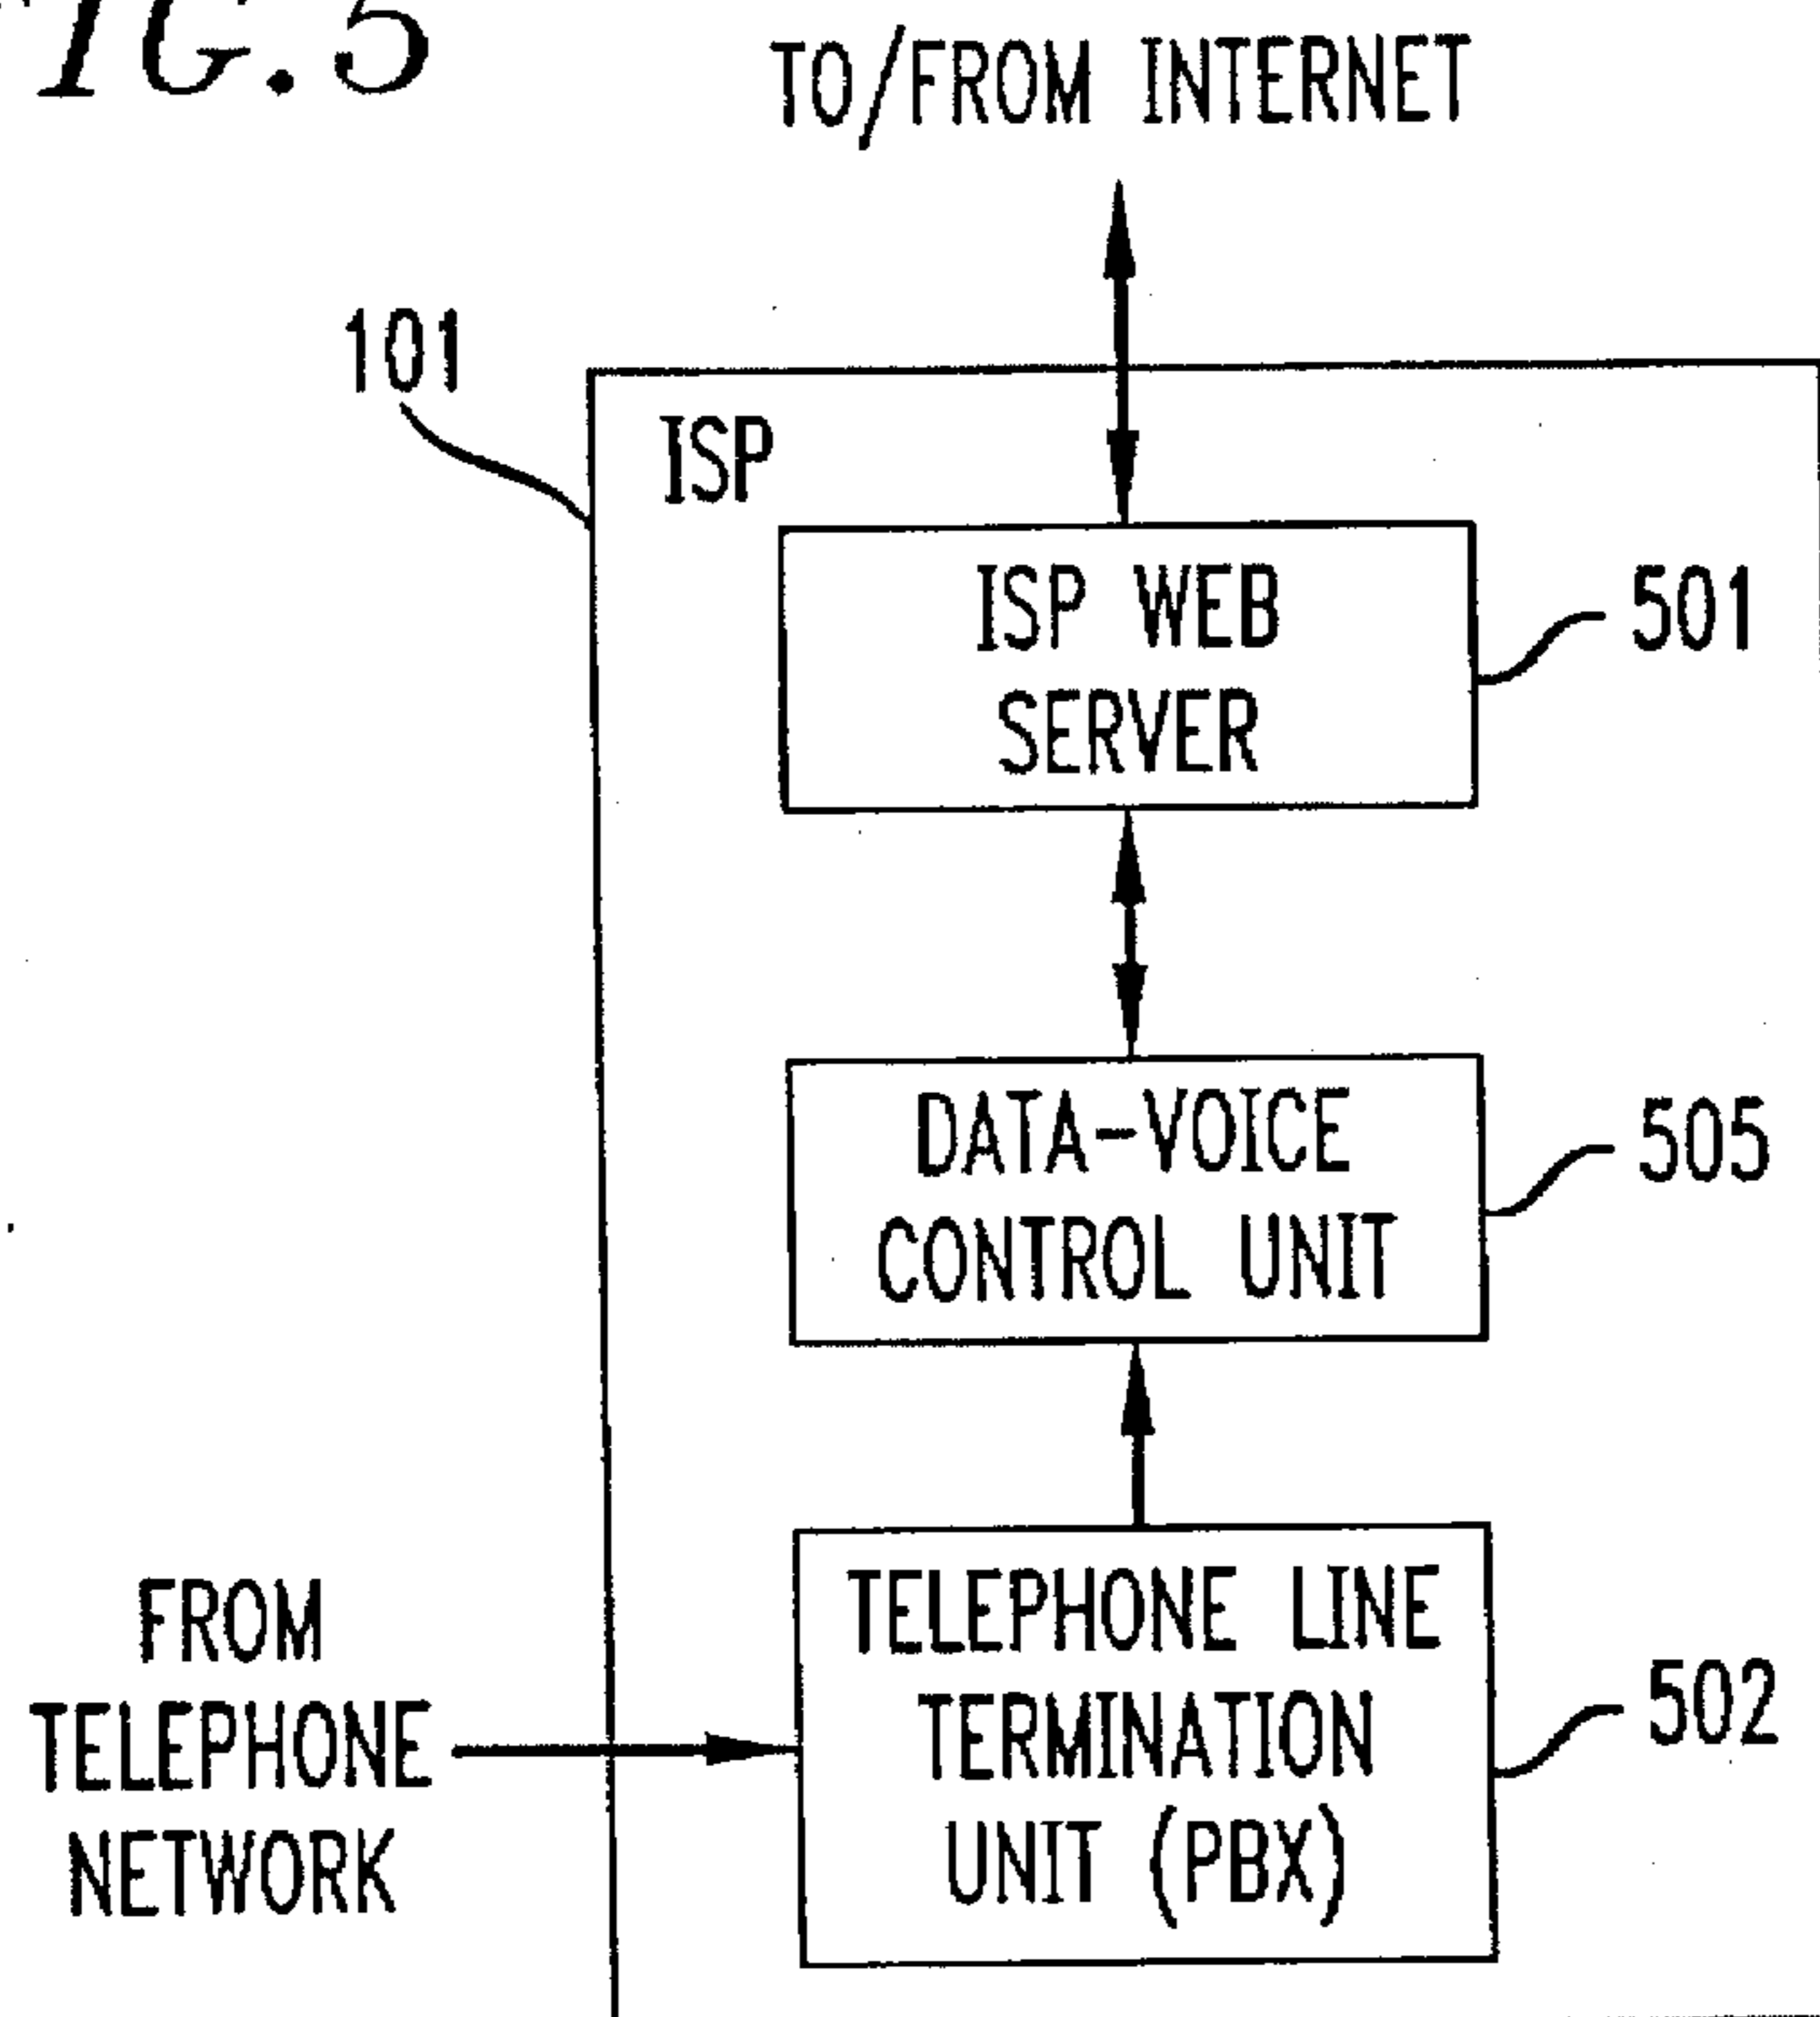 FIG. 5
TO/FROM INTERNET
101
ISP
ISP WEB
SERVER
501
DATA-VOICE
CONTROL UNIT
505
TELEPHONE LINE
TERMINATION
UNIT (PBX)
502
FROM
TELEPHONE
NETWORK